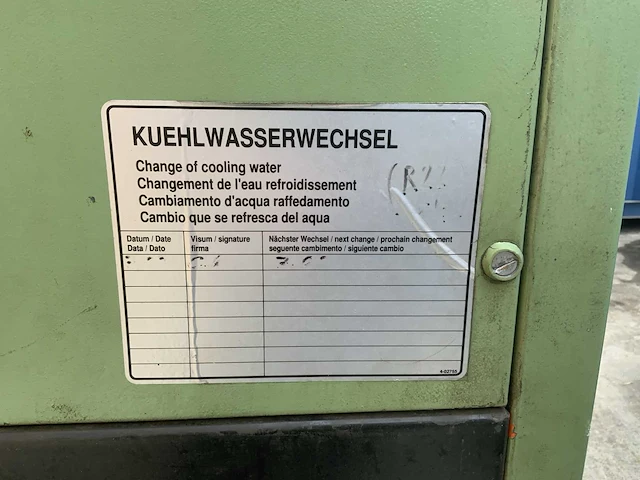 KUEHLWASSERWECHSEL
Change of cooling water
Changement de l'eau refroidissement
Cambiamento d'acqua raffedamento
Cambio que se refresca del aqua
Datum / Date
Data / Dato
Visum / signature
firma
Nächster Wechsel / next change / prochain changement
seguente cambimento / siguiente cambio
4-02755